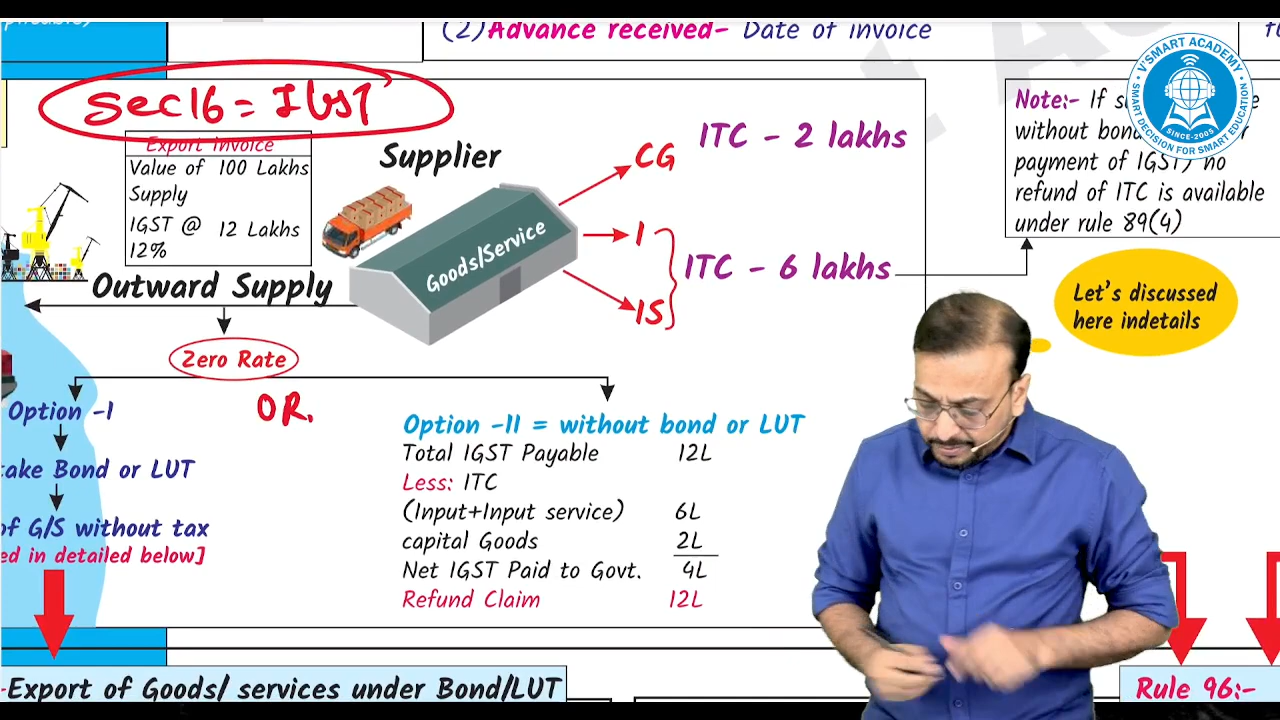 (2)Advance received- Date of invoice
Sec 16 = IGST
Export Invoice
Value of 100 Lakhs
Supply
IGST @ 12 Lakhs
12%
Supplier
Goods/Service
CG
I
IS
ITC - 2 lakhs
ITC - 6 lakhs
Note:- If
without bond
payment of IGST) no
refund of ITC is available
under rule 89(4)
V'SMART ACADEMY
SINCE-2005
SMART DECISION FOR SMART EDUCATION
Let's discussed
here indetails
Outward Supply
Zero Rate
OR.
Option -I
take Bond or LUT
of G/S without tax
ed in detailed below]
Option -II = without bond or LUT
Total IGST Payable 12L
Less: ITC
(Input+Input service) 6L
capital Goods 2L
Net IGST Paid to Govt. 4L
Refund Claim 12L
-Export of Goods/ services under Bond/LUT
Rule 96:-